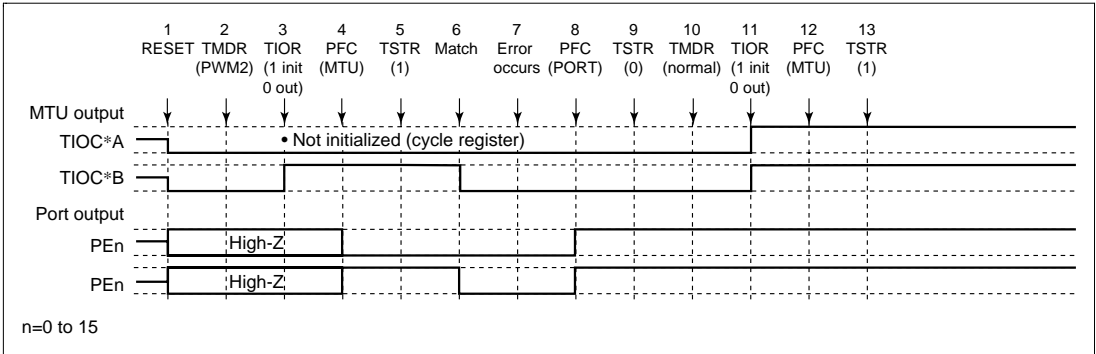 1 2 3 4 5 6 7 8 9 10 11 12 13
RESET TMDR TIOR PFC TSTR Match Error PFC TSTR TMDR TIOR PFC TSTR
(PWM2) (1 init (MTU) (1) occurs (PORT) (0) (normal) (1 init (MTU) (1)
0 out) 0 out)
MTU output
TIOC*A • Not initialized (cycle register)
TIOC*B
Port output
PEn High-Z
PEn High-Z
n=0 to 15